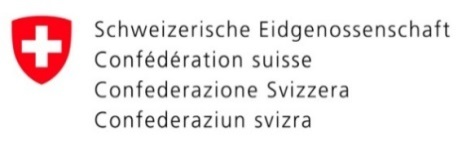 Schweizerische Eidgenossenschaft
Confédération suisse
Confederazione Svizzera
Confederaziun svizra